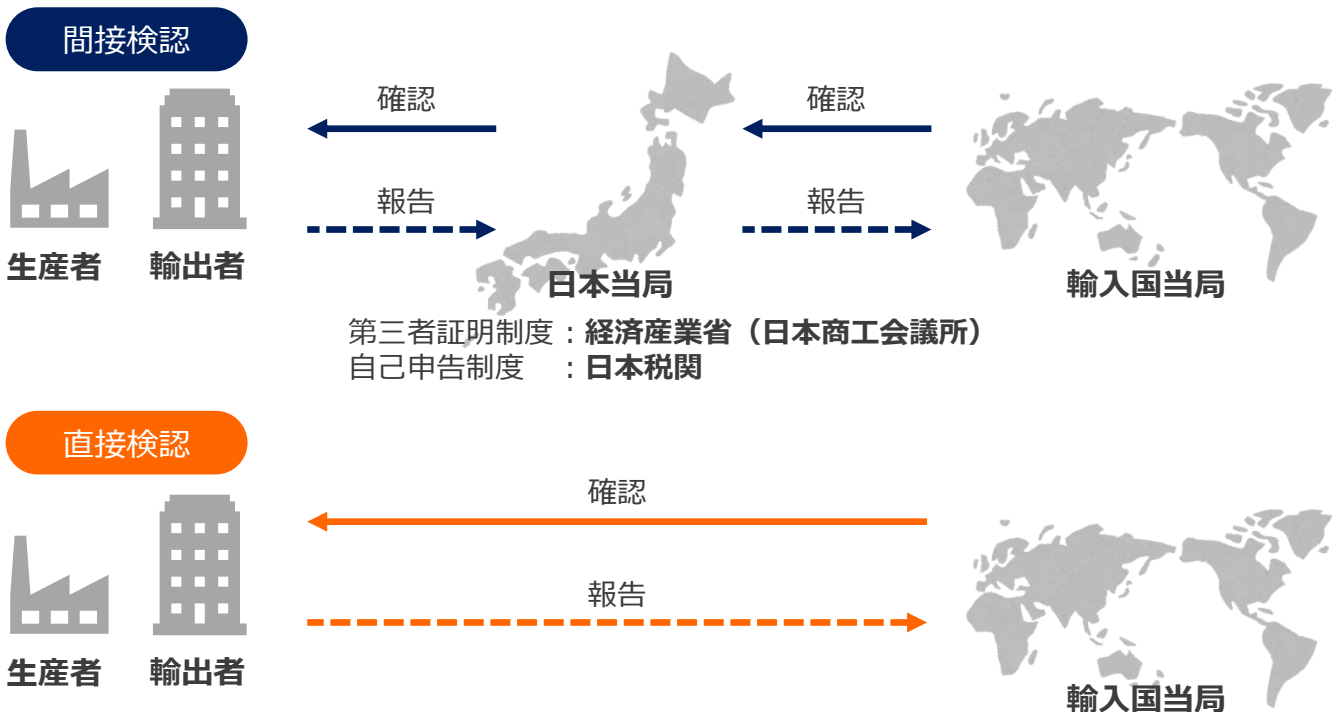 間接検認
確認
確認
報告
報告
生産者
輸出者
日本当局
輸入国当局
第三者証明制度：経済産業省（日本商工会議所）
自己申告制度　：日本税関
直接検認
確認
報告
生産者
輸出者
輸入国当局